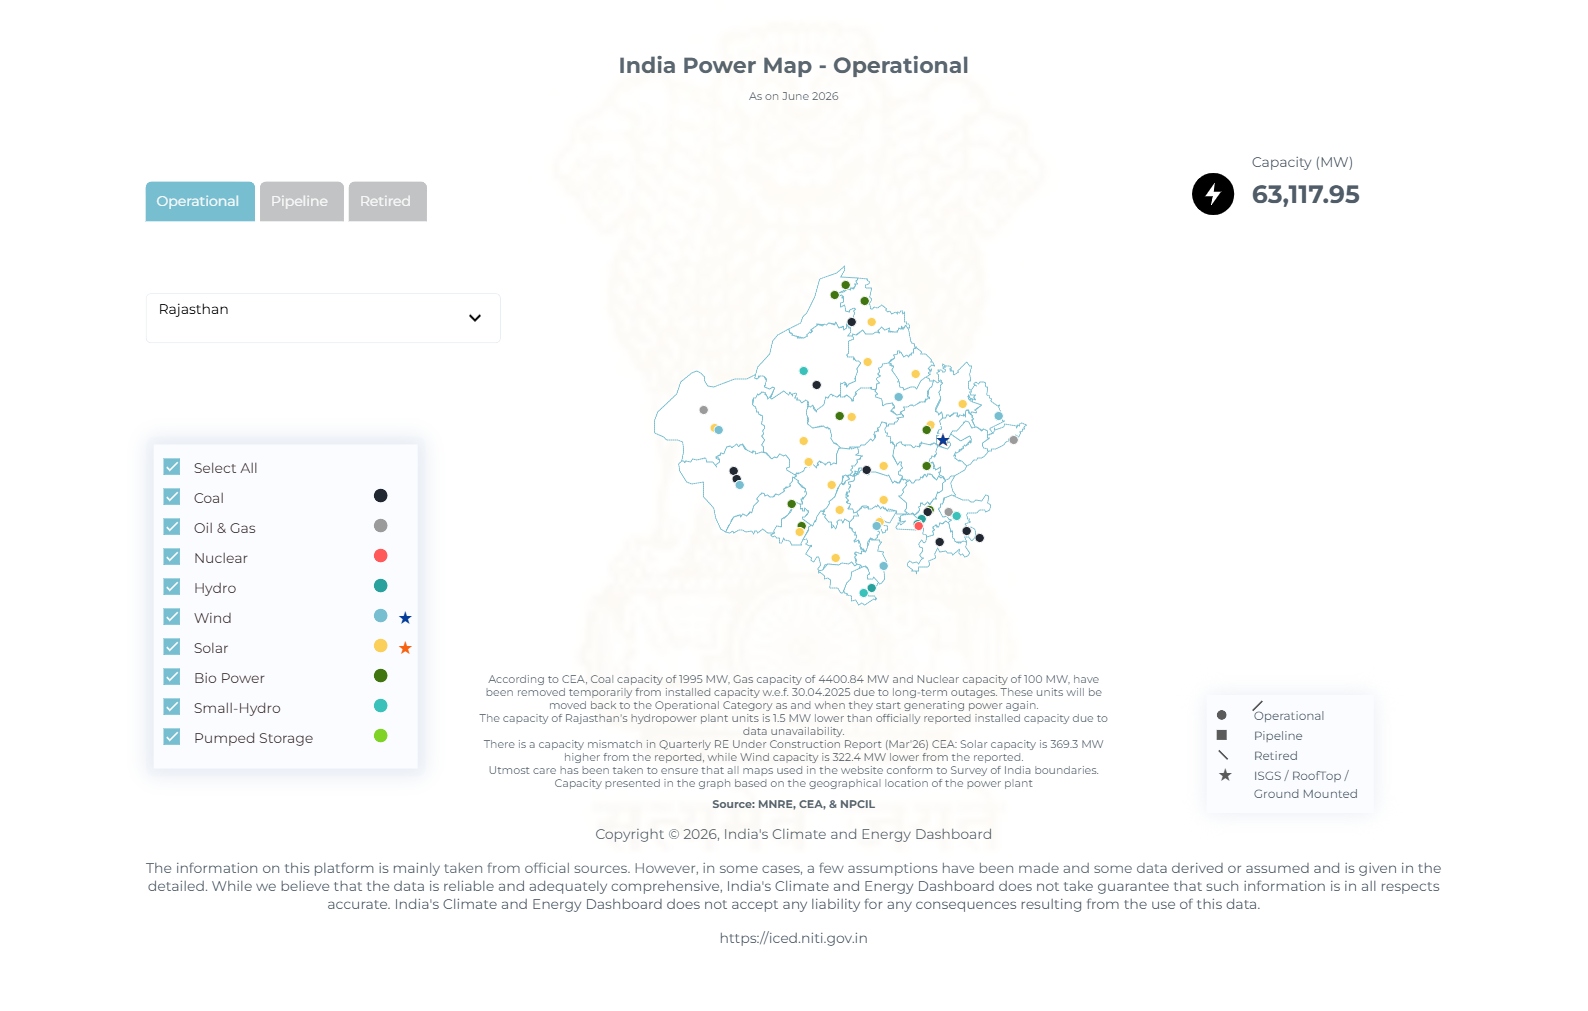 India Power Map - Operational
As on June 2026
Capacity (MW)
63,117.95
Operational
Pipeline
Retired
Rajasthan
Select All
Coal
Oil & Gas
Nuclear
Hydro
Wind
Solar
Bio Power
Small-Hydro
Pumped Storage
According to CEA, Coal capacity of 1995 MW, Gas capacity of 4400.84 MW and Nuclear capacity of 100 MW, have
been removed temporarily from installed capacity w.e.f. 30.04.2025 due to long-term outages. These units will be
moved back to the Operational Category as and when they start generating power again.
The capacity of Rajasthan's hydropower plant units is 1.5 MW lower than officially reported installed capacity due to
data unavailability.
There is a capacity mismatch in Quarterly RE Under Construction Report (Mar'26) CEA: Solar capacity is 369.3 MW
higher from the reported, while Wind capacity is 322.4 MW lower from the reported.
Utmost care has been taken to ensure that all maps used in the website conform to Survey of India boundaries.
Capacity presented in the graph based on the geographical location of the power plant
Source: MNRE, CEA, & NPCIL
Operational
Pipeline
Retired
ISGS / RoofTop /
Ground Mounted
Copyright © 2026, India's Climate and Energy Dashboard
The information on this platform is mainly taken from official sources. However, in some cases, a few assumptions have been made and some data derived or assumed and is given in the
detailed. While we believe that the data is reliable and adequately comprehensive, India's Climate and Energy Dashboard does not take guarantee that such information is in all respects
accurate. India's Climate and Energy Dashboard does not accept any liability for any consequences resulting from the use of this data.
https://iced.niti.gov.in